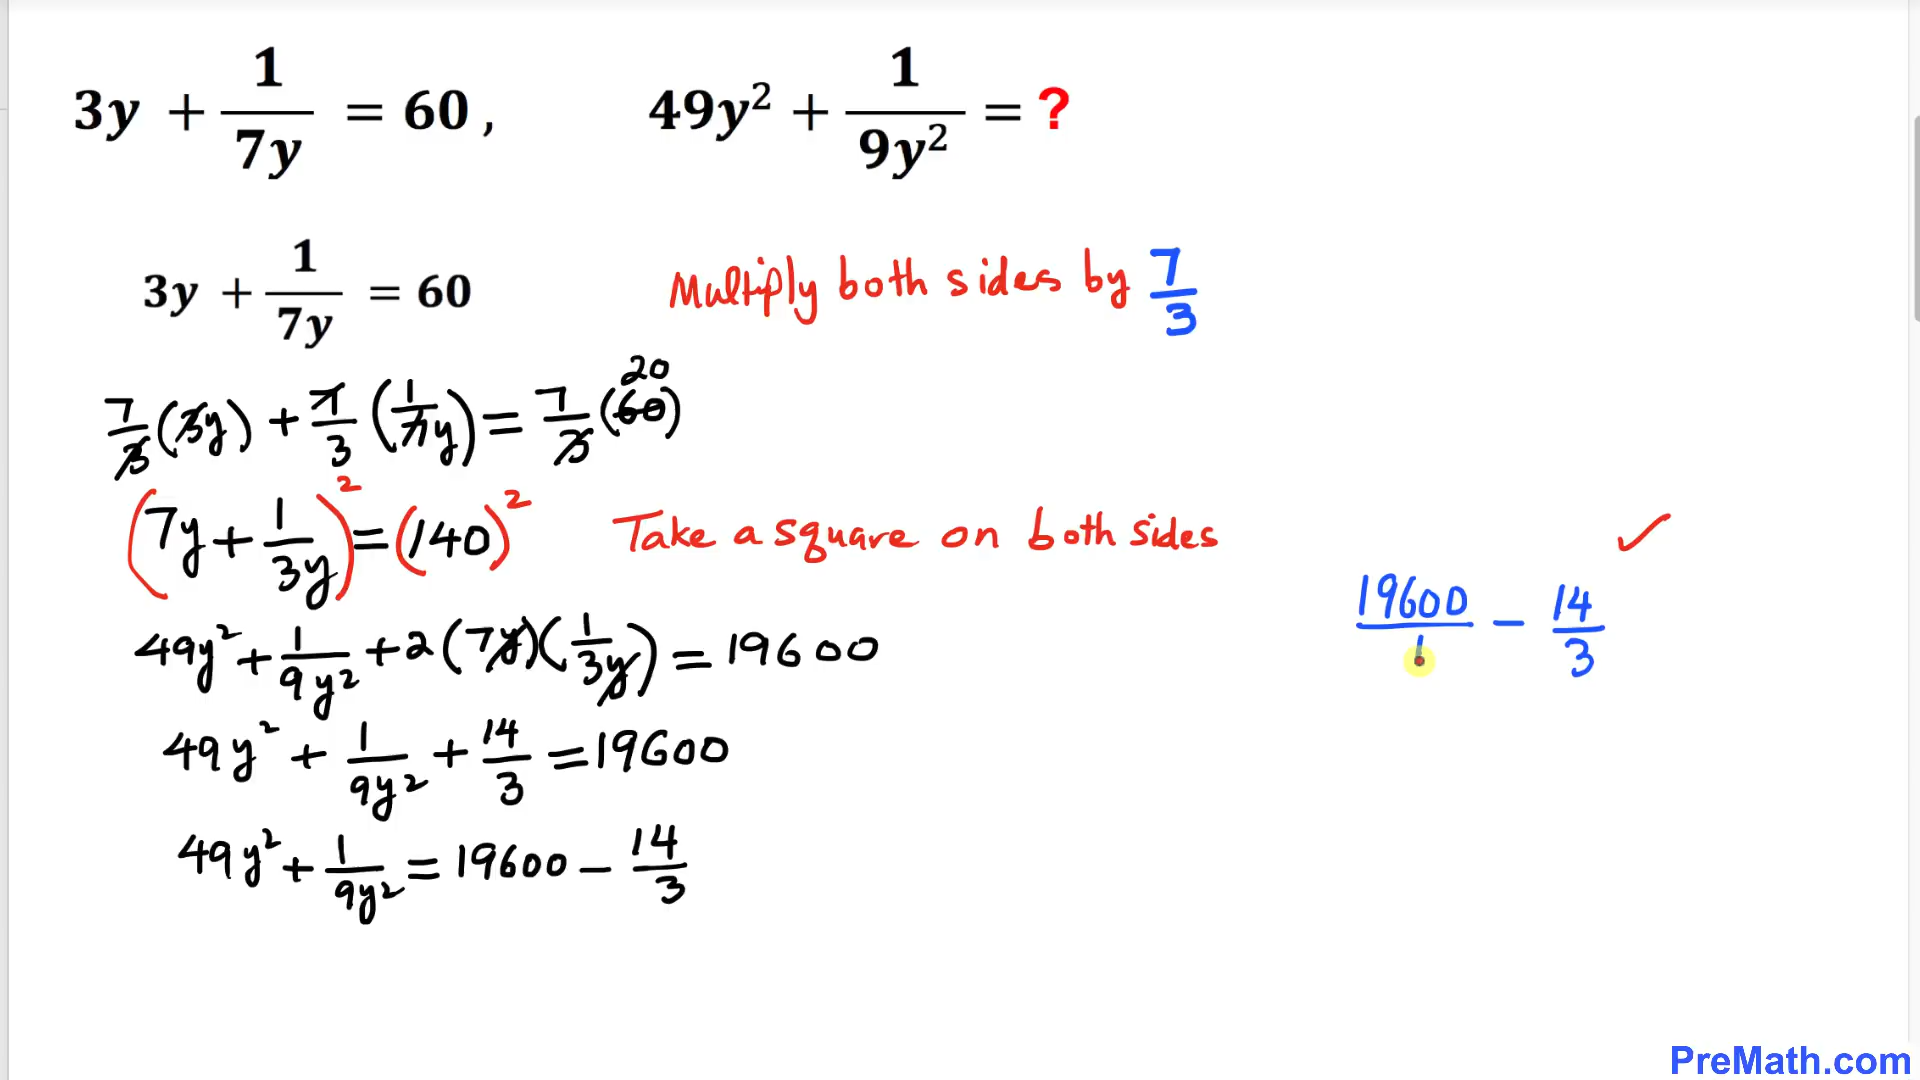 3y + 1/7y = 60 , 49y² + 1/9y² = ?
3y + 1/7y = 60 Multiply both sides by 7/3
7/3 (3y) + 7/3 (1/7y) = 7/3 (60) 20
(7y + 1/3y)² = (140)² Take a square on both sides ✓
19600/1 − 14/3
49y² + 1/9y² + 2 (7y)(1/3y) = 19600
49y² + 1/9y² + 14/3 = 19600
49y² + 1/9y² = 19600 − 14/3
PreMath.com